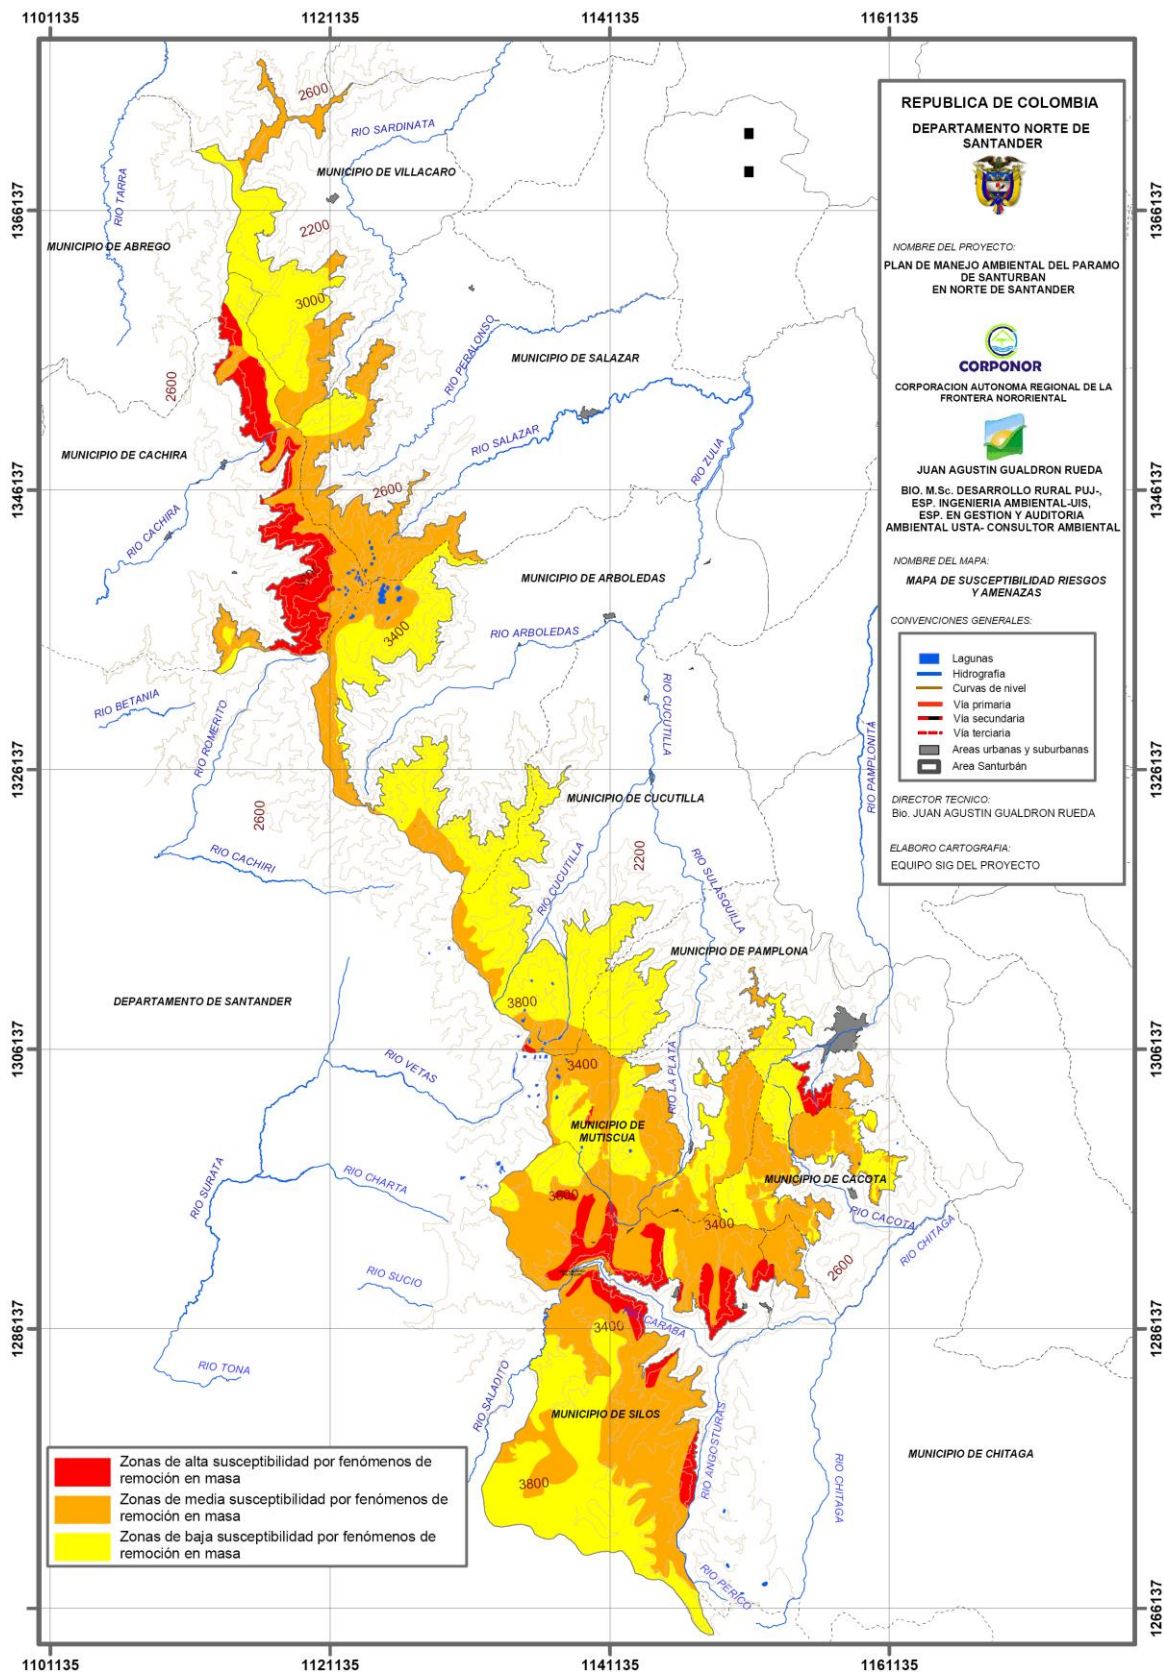 1101135
1121135
1141135
1161135
REPUBLICA DE COLOMBIA
DEPARTAMENTO NORTE DE
SANTANDER
NOMBRE DEL PROYECTO:
PLAN DE MANEJO AMBIENTAL DEL PARAMO
DE SANTURBAN
EN NORTE DE SANTANDER
CORPONOR
CORPORACION AUTONOMA REGIONAL DE LA
FRONTERA NORORIENTAL
JUAN AGUSTIN GUALDRON RUEDA
BIO. M.Sc. DESARROLLO RURAL PUJ-,
ESP. INGENIERIA AMBIENTAL-UIS,
ESP. EN GESTION Y AUDITORIA
AMBIENTAL USTA- CONSULTOR AMBIENTAL
NOMBRE DEL MAPA:
MAPA DE SUSCEPTIBILIDAD RIESGOS
Y AMENAZAS
CONVENCIONES GENERALES:
Lagunas
Hidrografía
Curvas de nivel
Vía primaria
Vía secundaria
Vía terciaria
Areas urbanas y suburbanas
Area Santurbán
DIRECTOR TECNICO:
Bio. JUAN AGUSTIN GUALDRON RUEDA
ELABORO CARTOGRAFIA:
EQUIPO SIG DEL PROYECTO
1366137
1346137
1326137
1306137
1286137
1366137
1346137
1326137
1306137
1286137
1266137
2600
RIO SARDINATA
MUNICIPIO DE VILLACARO
RIO TARRA
2200
MUNICIPIO DE ABREGO
3000
RIO PERALONSO
MUNICIPIO DE SALAZAR
2600
RIO SALAZAR
MUNICIPIO DE CACHIRA
RIO ZULIA
2600
RIO CACHIRA
MUNICIPIO DE ARBOLEDAS
RIO ARBOLEDAS
3400
RIO BETANIA
RIO ROMERITO
RIO CUCUTILLA
RIO PAMPLONITA
MUNICIPIO DE CUCUTILLA
2600
RIO CACHIRI
2200
RIO CUCUTILLA
RIO SULASQUILLA
MUNICIPIO DE PAMPLONA
DEPARTAMENTO DE SANTANDER
3800
RIO VETAS
3400
RIO LA PLATA
MUNICIPIO DE
MUTISCUA
RIO SURATA
RIO CHARTA
MUNICIPIO DE CACOTA
3800
RIO CACOTA
3400
RIO CHITAGA
RIO SUCIO
2600
CARABA
3400
RIO TONA
RIO SALADITO
MUNICIPIO DE SILOS
RIO ANGOSTURAS
MUNICIPIO DE CHITAGA
3800
RIO CHITAGA
RIO PERICO
Zonas de alta susceptibilidad por fenómenos de
remoción en masa
Zonas de media susceptibilidad por fenómenos de
remoción en masa
Zonas de baja susceptibilidad por fenómenos de
remoción en masa
1101135
1121135
1141135
1161135